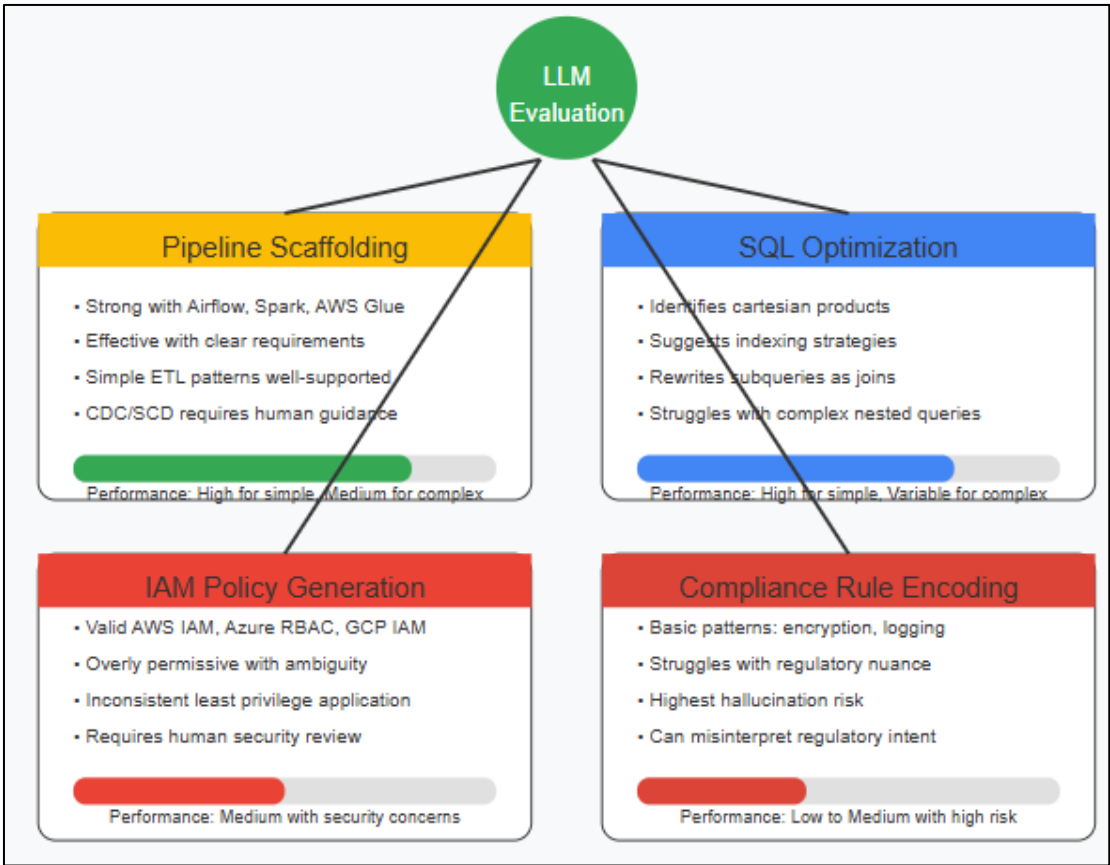 LLM
Evaluation
Pipeline Scaffolding
▪ Strong with Airflow, Spark, AWS Glue
▪ Effective with clear requirements
▪ Simple ETL patterns well-supported
▪ CDC/SCD requires human guidance
Performance: High for simple, Medium for complex
SQL Optimization
▪ Identifies cartesian products
▪ Suggests indexing strategies
▪ Rewrites subqueries as joins
▪ Struggles with complex nested queries
Performance: High for simple, Variable for complex
IAM Policy Generation
▪ Valid AWS IAM, Azure RBAC, GCP IAM
▪ Overly permissive with ambiguity
▪ Inconsistent least privilege application
▪ Requires human security review
Performance: Medium with security concerns
Compliance Rule Encoding
▪ Basic patterns: encryption, logging
▪ Struggles with regulatory nuance
▪ Highest hallucination risk
▪ Can misinterpret regulatory intent
Performance: Low to Medium with high risk